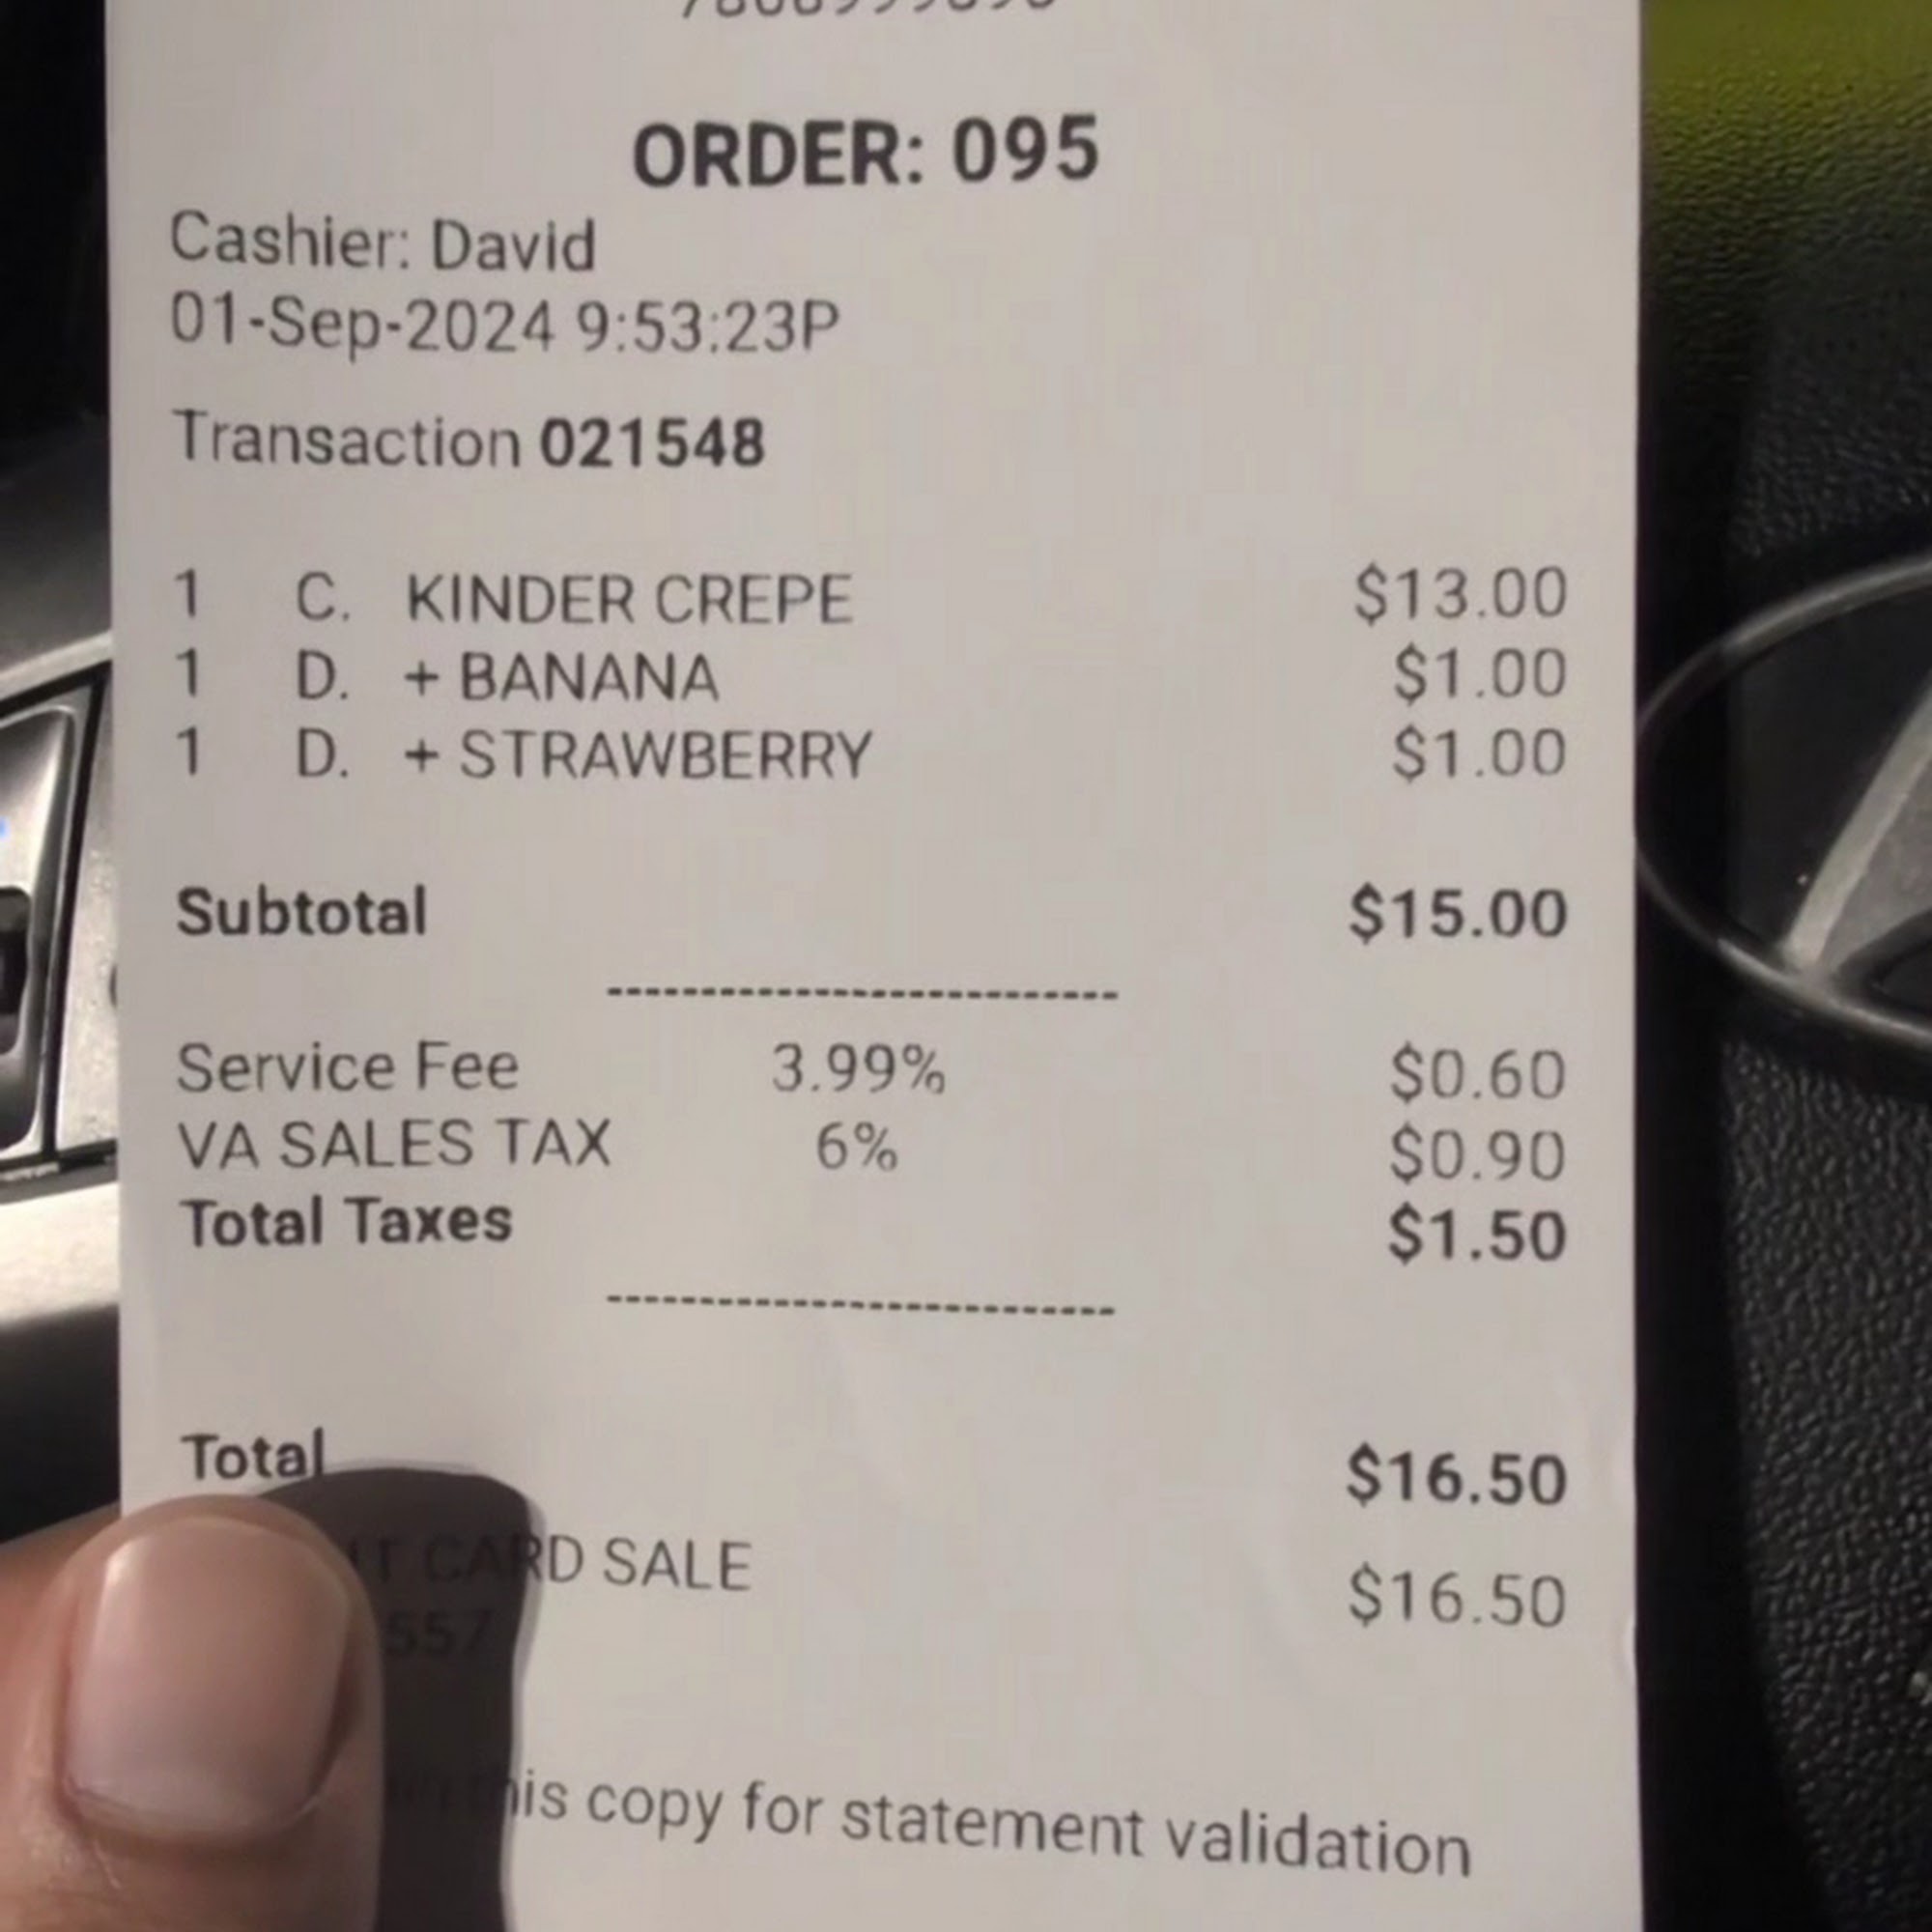 ORDER: 095
Cashier: David
01-Sep-2024 9:53:23P
Transaction 021548
1 C. KINDER CREPE $13.00
1 D. + BANANA $1.00
1 D. + STRAWBERRY $1.00
Subtotal $15.00
---------------------------
Service Fee 3.99% $0.60
VA SALES TAX 6% $0.90
Total Taxes $1.50
---------------------------
Total $16.50
CARD SALE $16.50
557
his copy for statement validation